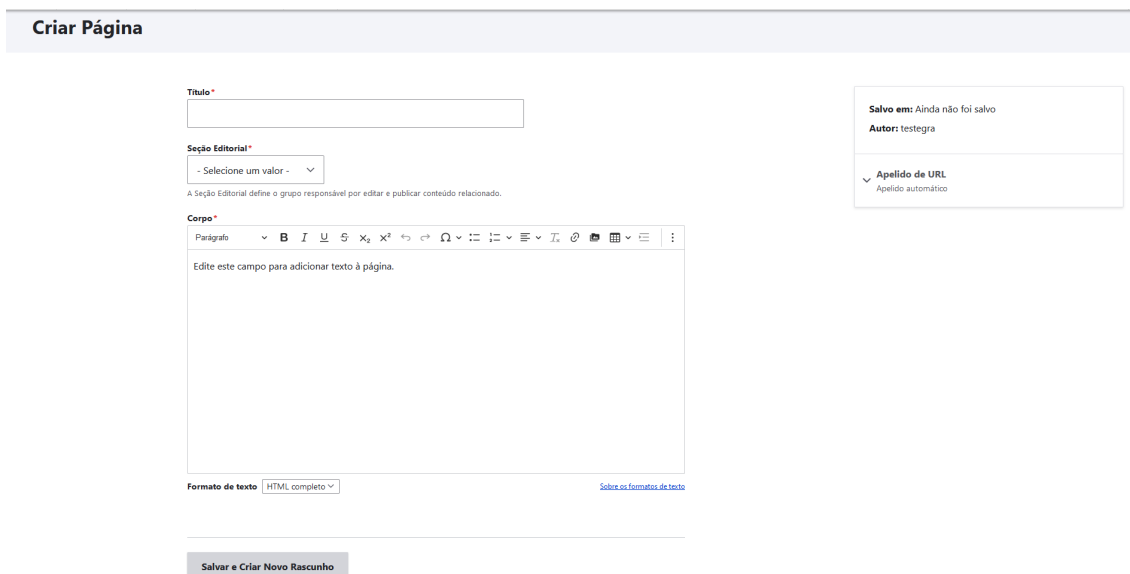 Criar Página
Título*
Seção Editorial*
- Selecione um valor -
A Seção Editorial define o grupo responsável por editar e publicar conteúdo relacionado.
Corpo*
Parágrafo B I U S X₂ X² Ω
Edite este campo para adicionar texto à página.
Formato de texto HTML completo
Sobre os formatos de texto
Salvar e Criar Novo Rascunho
Salvo em: Ainda não foi salvo
Autor: testegra
Apelido de URL
Apelido automático